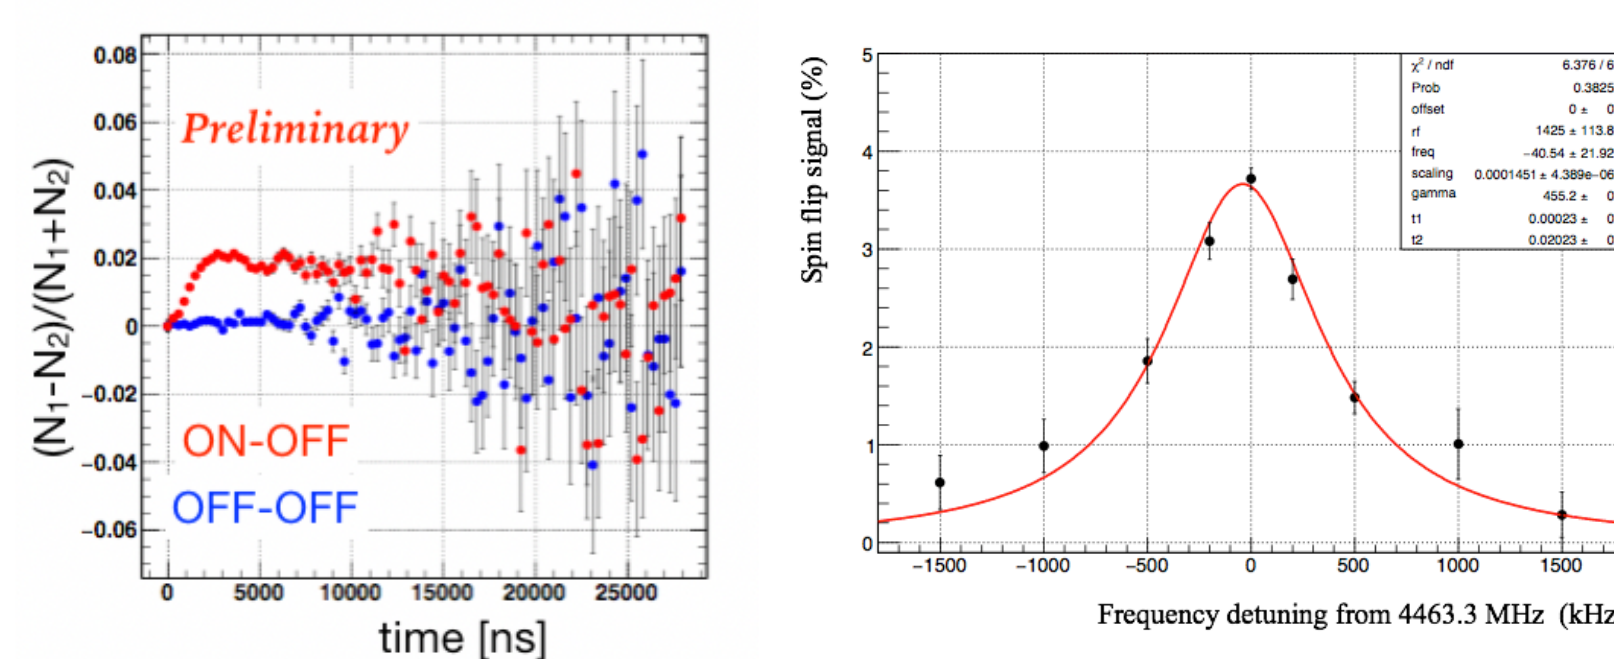 (N1-N2)/(N1+N2)
0.08
0.06
0.04
0.02
0
−0.02
−0.04
−0.06
Preliminary
ON-OFF
OFF-OFF
0 5000 10000 15000 20000 25000
time [ns]
Spin flip signal (%)
5
4
3
2
1
0
χ² / ndf 6.376 / 6
Prob 0.3825
offset 0 ± 0
rf 1425 ± 113.8
freq −40.54 ± 21.92
scaling 0.0001451 ± 4.389e−06
gamma 455.2 ± 0
t1 0.00023 ± 0
t2 0.02023 ± 0
−1500 −1000 −500 0 500 1000 1500
Frequency detuning from 4463.3 MHz (kHz